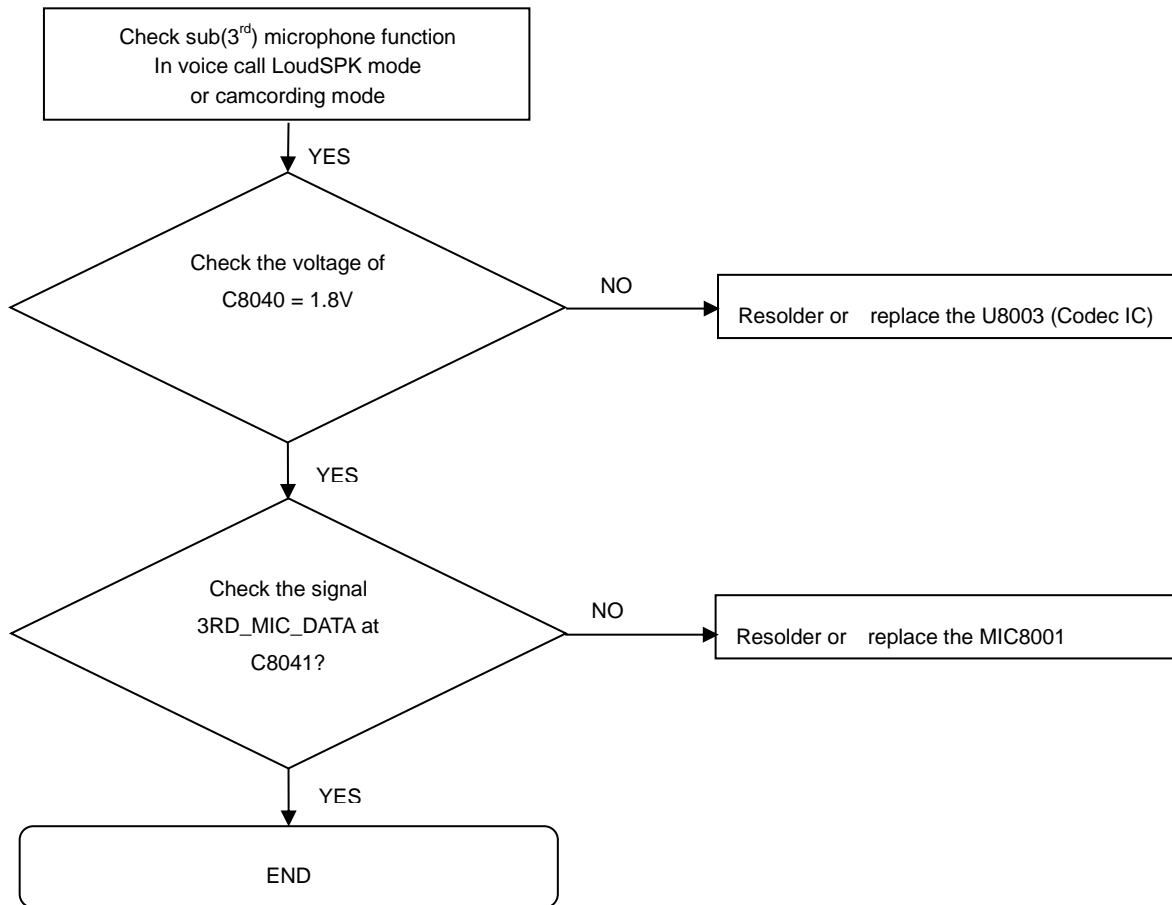 Check sub(3rd) microphone function
In voice call LoudSPK mode
or camcording mode
YES
Check the voltage of
C8040 = 1.8V
NO
Resolder or replace the U8003 (Codec IC)
YES
Check the signal
3RD_MIC_DATA at
C8041?
NO
Resolder or replace the MIC8001
YES
END